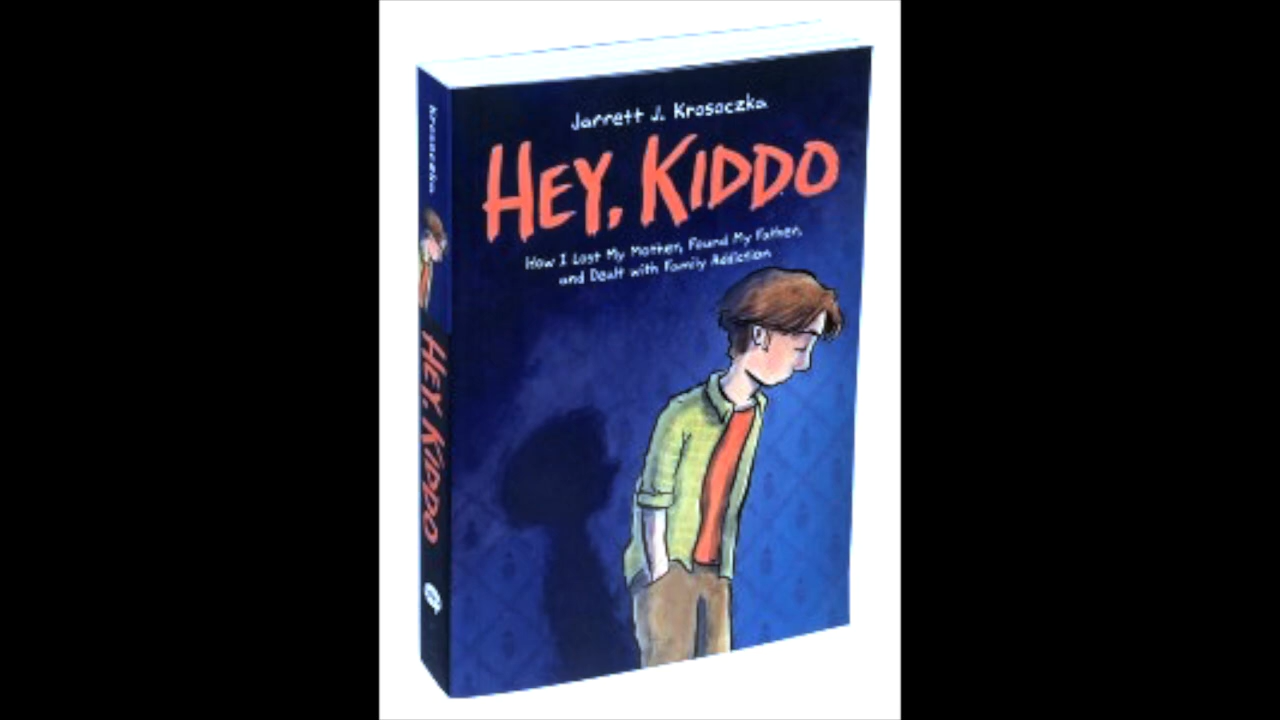 Jarrett J. Krosoczka
HEY, KIDDO
How I Lost My Mother, Found My Father,
and Dealt with Family Addiction
Krosoczka
HEY, KIDDO